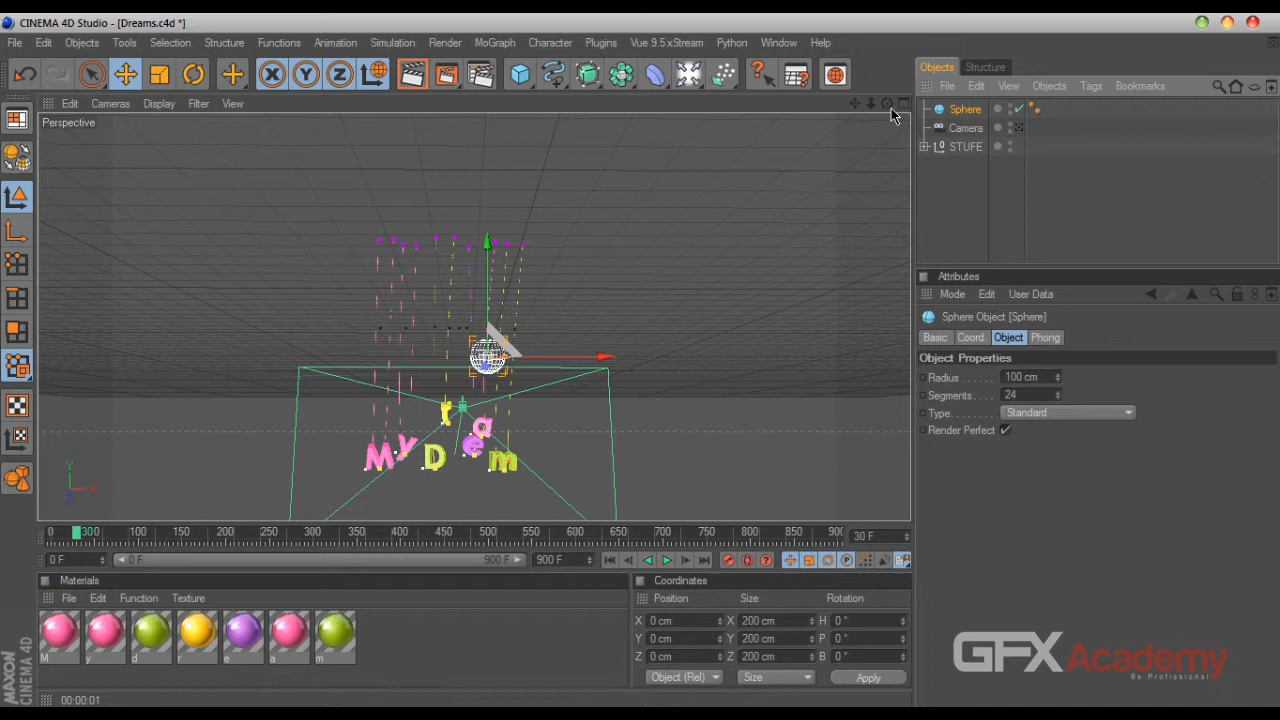 CINEMA 4D Studio - [Dreams.c4d *]
File Edit Objects Tools Selection Structure Functions Animation Simulation Render MoGraph Character Plugins Vue 9.5 xStream Python Window Help
X Y Z
Edit Cameras Display Filter View
Perspective
Objects Structure
File Edit View Objects Tags Bookmarks
Sphere
Camera
STUFE
Attributes
Mode Edit User Data
Sphere Object [Sphere]
Basic Coord. Object Phong
Object Properties
Radius 100 cm
Segments 24
Type Standard
Render Perfect
r a
M y D e m
Y
X
Z
0 300 100 150 200 250 300 350 400 450 500 550 600 650 700 750 800 850 900 30 F
0 F 0 F 900 F 900 F
Materials
File Edit Function Texture
M y d r e a m
Coordinates
Position Size Rotation
X 0 cm X 200 cm H 0 °
Y 0 cm Y 200 cm P 0 °
Z 0 cm Z 200 cm B 0 °
Object (Rel) Size Apply
GFX Academy
Be Profissional
MAXON
CINEMA 4D
00:00:01